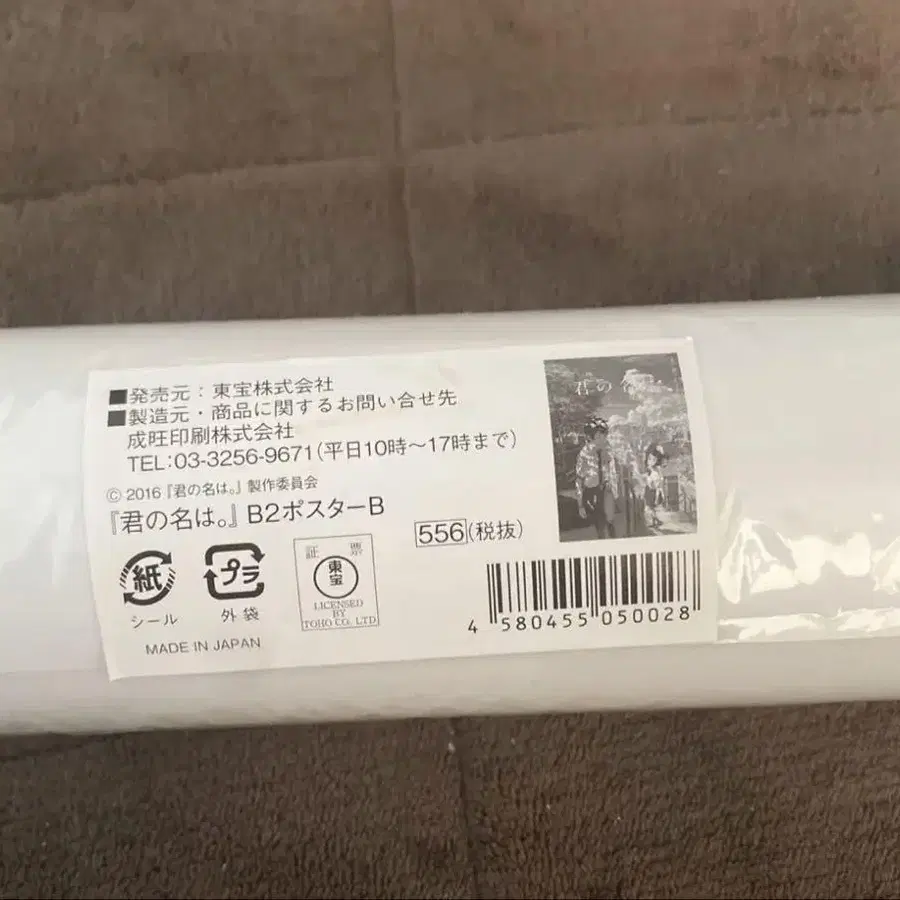 ■発売元：東宝株式会社
■製造元・商品に関するお問い合せ先
成旺印刷株式会社
TEL:03-3256-9671(平日10時～17時まで)
© 2016『君の名は。』製作委員会
『君の名は。』B2ポスターB
556(税抜)
紙
シール
プラ
外袋
証票
東宝
LICENSED
BY
TOHO CO., LTD
MADE IN JAPAN
4 580455 050028
君の名は。